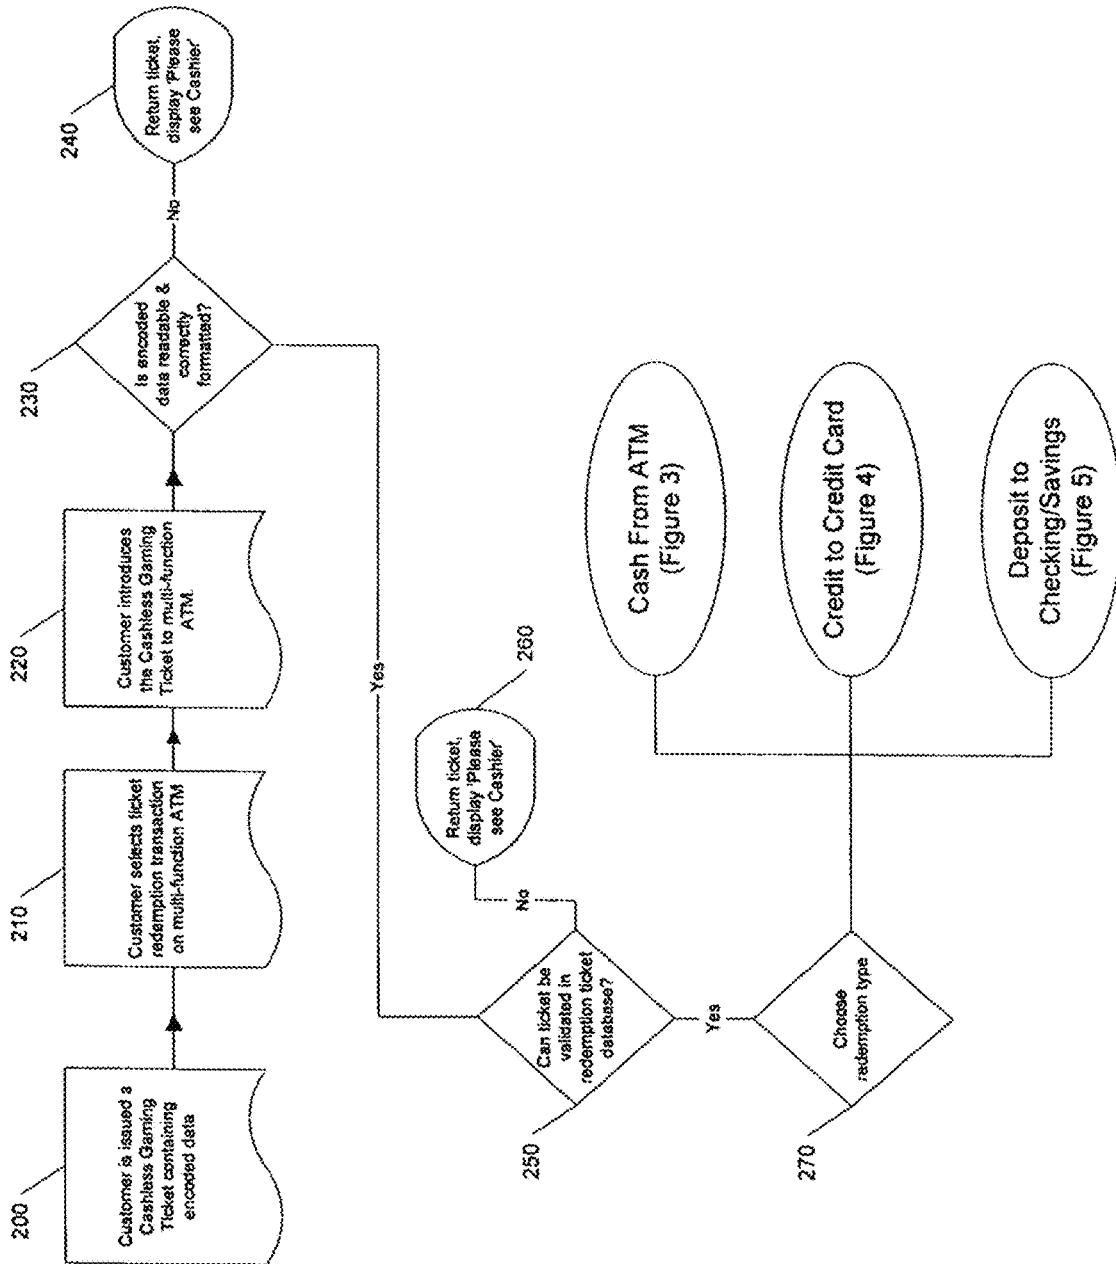 200
Customer is issued a
Cashless Gaming
Ticket containing
encoded data
210
Customer selects ticket
redemption transaction
on multi-function ATM
220
Customer introduces
the Cashless Gaming
Ticket to multi-function
ATM.
230
Is encoded
data readable &
correctly
formatted?
No
240
Return ticket,
display 'Please
see Cashier'
Yes
250
Can ticket be
validated in
redemption ticket
database?
No
260
Return ticket,
display 'Please
see Cashier'
Yes
270
Choose
redemption type
Cash From ATM
(Figure 3)
Credit to Credit Card
(Figure 4)
Deposit to
Checking/Savings
(Figure 5)